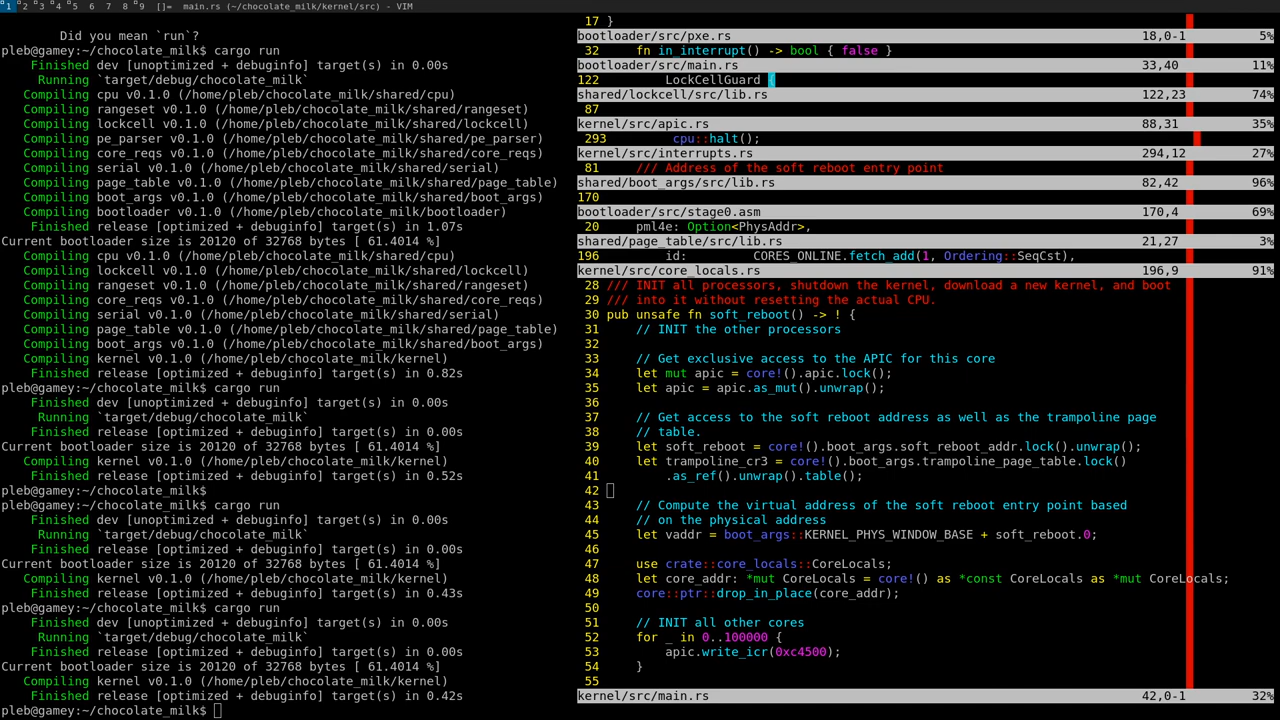 1 2 3 4 5 6 7 8 9 []= main.rs (~/chocolate_milk/kernel/src) - VIM
Did you mean `run`?
pleb@gamey:~/chocolate_milk$ cargo run
Finished dev [unoptimized + debuginfo] target(s) in 0.00s
Running `target/debug/chocolate_milk`
Compiling cpu v0.1.0 (/home/pleb/chocolate_milk/shared/cpu)
Compiling rangeset v0.1.0 (/home/pleb/chocolate_milk/shared/rangeset)
Compiling lockcell v0.1.0 (/home/pleb/chocolate_milk/shared/lockcell)
Compiling pe_parser v0.1.0 (/home/pleb/chocolate_milk/shared/pe_parser)
Compiling core_reqs v0.1.0 (/home/pleb/chocolate_milk/shared/core_reqs)
Compiling serial v0.1.0 (/home/pleb/chocolate_milk/shared/serial)
Compiling page_table v0.1.0 (/home/pleb/chocolate_milk/shared/page_table)
Compiling boot_args v0.1.0 (/home/pleb/chocolate_milk/shared/boot_args)
Compiling bootloader v0.1.0 (/home/pleb/chocolate_milk/bootloader)
Finished release [optimized + debuginfo] target(s) in 1.07s
Current bootloader size is 20120 of 32768 bytes [ 61.4014 %]
Compiling cpu v0.1.0 (/home/pleb/chocolate_milk/shared/cpu)
Compiling lockcell v0.1.0 (/home/pleb/chocolate_milk/shared/lockcell)
Compiling rangeset v0.1.0 (/home/pleb/chocolate_milk/shared/rangeset)
Compiling core_reqs v0.1.0 (/home/pleb/chocolate_milk/shared/core_reqs)
Compiling serial v0.1.0 (/home/pleb/chocolate_milk/shared/serial)
Compiling page_table v0.1.0 (/home/pleb/chocolate_milk/shared/page_table)
Compiling boot_args v0.1.0 (/home/pleb/chocolate_milk/shared/boot_args)
Compiling kernel v0.1.0 (/home/pleb/chocolate_milk/kernel)
Finished release [optimized + debuginfo] target(s) in 0.82s
pleb@gamey:~/chocolate_milk$ cargo run
Finished dev [unoptimized + debuginfo] target(s) in 0.00s
Running `target/debug/chocolate_milk`
Finished release [optimized + debuginfo] target(s) in 0.00s
Current bootloader size is 20120 of 32768 bytes [ 61.4014 %]
Compiling kernel v0.1.0 (/home/pleb/chocolate_milk/kernel)
Finished release [optimized + debuginfo] target(s) in 0.52s
pleb@gamey:~/chocolate_milk$
pleb@gamey:~/chocolate_milk$ cargo run
Finished dev [unoptimized + debuginfo] target(s) in 0.00s
Running `target/debug/chocolate_milk`
Finished release [optimized + debuginfo] target(s) in 0.00s
Current bootloader size is 20120 of 32768 bytes [ 61.4014 %]
Compiling kernel v0.1.0 (/home/pleb/chocolate_milk/kernel)
Finished release [optimized + debuginfo] target(s) in 0.43s
pleb@gamey:~/chocolate_milk$ cargo run
Finished dev [unoptimized + debuginfo] target(s) in 0.00s
Running `target/debug/chocolate_milk`
Finished release [optimized + debuginfo] target(s) in 0.00s
Current bootloader size is 20120 of 32768 bytes [ 61.4014 %]
Compiling kernel v0.1.0 (/home/pleb/chocolate_milk/kernel)
Finished release [optimized + debuginfo] target(s) in 0.42s
pleb@gamey:~/chocolate_milk$
17 }
bootloader/src/pxe.rs 18,0-1 5%
32 fn in_interrupt() -> bool { false }
bootloader/src/main.rs 33,40 11%
122 LockCellGuard {
shared/lockcell/src/lib.rs 122,23 74%
87
kernel/src/apic.rs 88,31 35%
293 cpu::halt();
kernel/src/interrupts.rs 294,12 27%
81 /// Address of the soft reboot entry point
shared/boot_args/src/lib.rs 82,42 96%
170
bootloader/src/stage0.asm 170,4 69%
20 pml4e: Option<PhysAddr>,
shared/page_table/src/lib.rs 21,27 3%
196 id: CORES_ONLINE.fetch_add(1, Ordering::SeqCst),
kernel/src/core_locals.rs 196,9 91%
28 /// INIT all processors, shutdown the kernel, download a new kernel, and boot
29 /// into it without resetting the actual CPU.
30 pub unsafe fn soft_reboot() -> ! {
31 // INIT the other processors
32
33 // Get exclusive access to the APIC for this core
34 let mut apic = core!().apic.lock();
35 let apic = apic.as_mut().unwrap();
36
37 // Get access to the soft reboot address as well as the trampoline page
38 // table.
39 let soft_reboot = core!().boot_args.soft_reboot_addr.lock().unwrap();
40 let trampoline_cr3 = core!().boot_args.trampoline_page_table.lock()
41 .as_ref().unwrap().table();
42
43 // Compute the virtual address of the soft reboot entry point based
44 // on the physical address
45 let vaddr = boot_args::KERNEL_PHYS_WINDOW_BASE + soft_reboot.0;
46
47 use crate::core_locals::CoreLocals;
48 let core_addr: *mut CoreLocals = core!() as *const CoreLocals as *mut CoreLocals;
49 core::ptr::drop_in_place(core_addr);
50
51 // INIT all other cores
52 for _ in 0..100000 {
53 apic.write_icr(0xc4500);
54 }
55
kernel/src/main.rs 42,0-1 32%